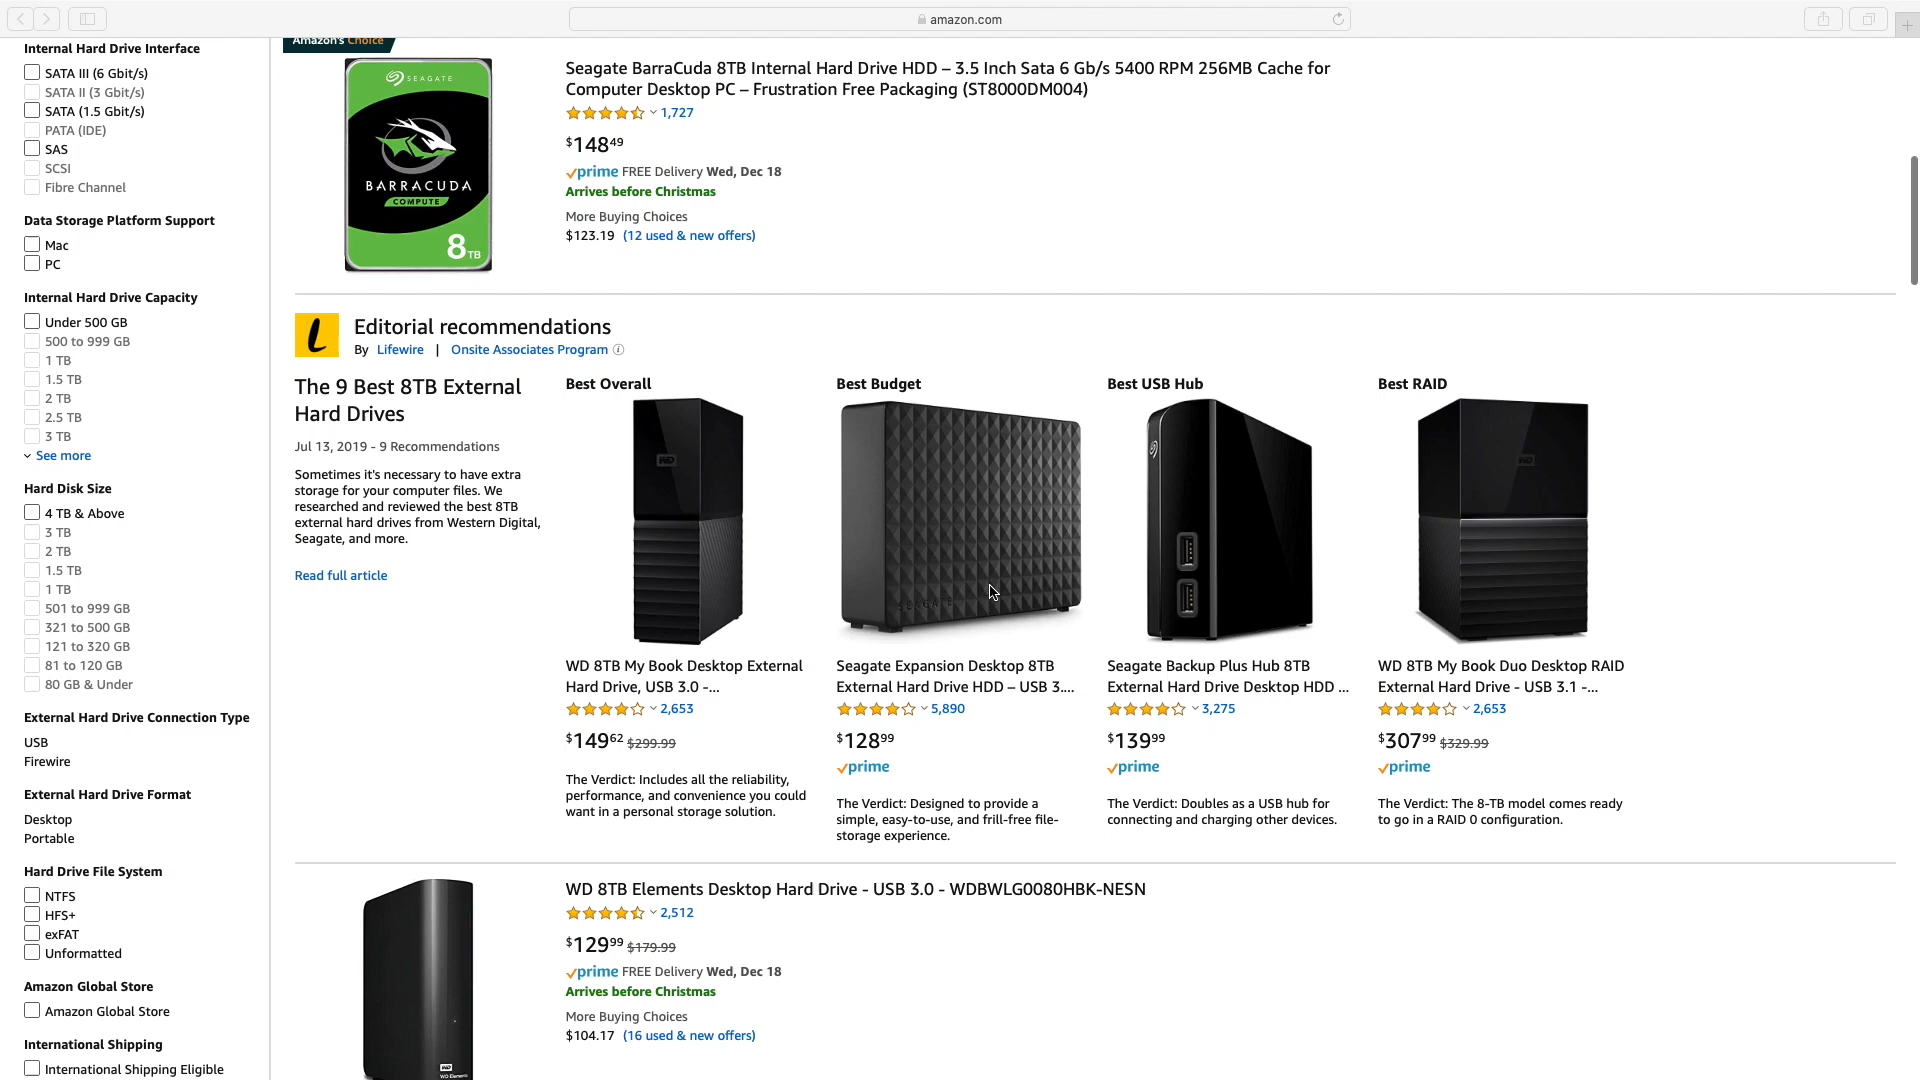 amazon.com
Internal Hard Drive Interface
SATA III (6 Gbit/s)
SATA II (3 Gbit/s)
SATA (1.5 Gbit/s)
PATA (IDE)
SAS
SCSI
Fibre Channel
Data Storage Platform Support
Mac
PC
Internal Hard Drive Capacity
Under 500 GB
500 to 999 GB
1 TB
1.5 TB
2 TB
2.5 TB
3 TB
See more
Hard Disk Size
4 TB & Above
3 TB
2 TB
1.5 TB
1 TB
501 to 999 GB
321 to 500 GB
121 to 320 GB
81 to 120 GB
80 GB & Under
External Hard Drive Connection Type
USB
Firewire
External Hard Drive Format
Desktop
Portable
Hard Drive File System
NTFS
HFS+
exFAT
Unformatted
Amazon Global Store
Amazon Global Store
International Shipping
International Shipping Eligible
Amazon's Choice
SEAGATE
BARRACUDA
COMPUTE
8TB
Seagate BarraCuda 8TB Internal Hard Drive HDD – 3.5 Inch Sata 6 Gb/s 5400 RPM 256MB Cache for
Computer Desktop PC – Frustration Free Packaging (ST8000DM004)
1,727
$148 49
prime FREE Delivery Wed, Dec 18
Arrives before Christmas
More Buying Choices
$123.19 (12 used & new offers)
L
Editorial recommendations
By Lifewire | Onsite Associates Program
The 9 Best 8TB External
Hard Drives
Jul 13, 2019 - 9 Recommendations
Sometimes it's necessary to have extra
storage for your computer files. We
researched and reviewed the best 8TB
external hard drives from Western Digital,
Seagate, and more.
Read full article
Best Overall
WD
WD 8TB My Book Desktop External
Hard Drive, USB 3.0 -...
2,653
$149 62 $299.99
The Verdict: Includes all the reliability,
performance, and convenience you could
want in a personal storage solution.
Best Budget
SEAGATE
Seagate Expansion Desktop 8TB
External Hard Drive HDD – USB 3....
5,890
$128 99
prime
The Verdict: Designed to provide a
simple, easy-to-use, and frill-free file-
storage experience.
Best USB Hub
Seagate Backup Plus Hub 8TB
External Hard Drive Desktop HDD ...
3,275
$139 99
prime
The Verdict: Doubles as a USB hub for
connecting and charging other devices.
Best RAID
WD
WD 8TB My Book Duo Desktop RAID
External Hard Drive - USB 3.1 -...
2,653
$307 99 $329.99
prime
The Verdict: The 8-TB model comes ready
to go in a RAID 0 configuration.
WD
WD Elements
WD 8TB Elements Desktop Hard Drive - USB 3.0 - WDBWLG0080HBK-NESN
2,512
$129 99 $179.99
prime FREE Delivery Wed, Dec 18
Arrives before Christmas
More Buying Choices
$104.17 (16 used & new offers)